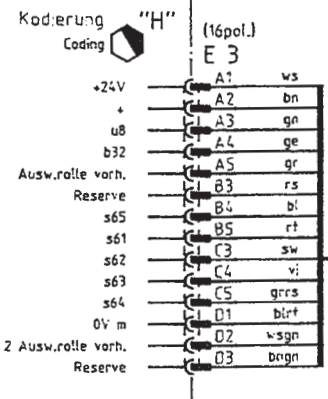 Kodierung "H" (16pol.)
Coding E 3
+24V A1 ws
+ A2 bn
u8 A3 gn
b32 A4 ge
Ausw.rolle vorh. A5 gr
Reserve B3 rs
s65 B4 bl
s61 B5 rt
s62 C3 sw
s63 C4 vi
s64 C5 grrs
0V m D1 blrt
2 Ausw.rolle vorh. D2 wsgn
Reserve D3 bngn